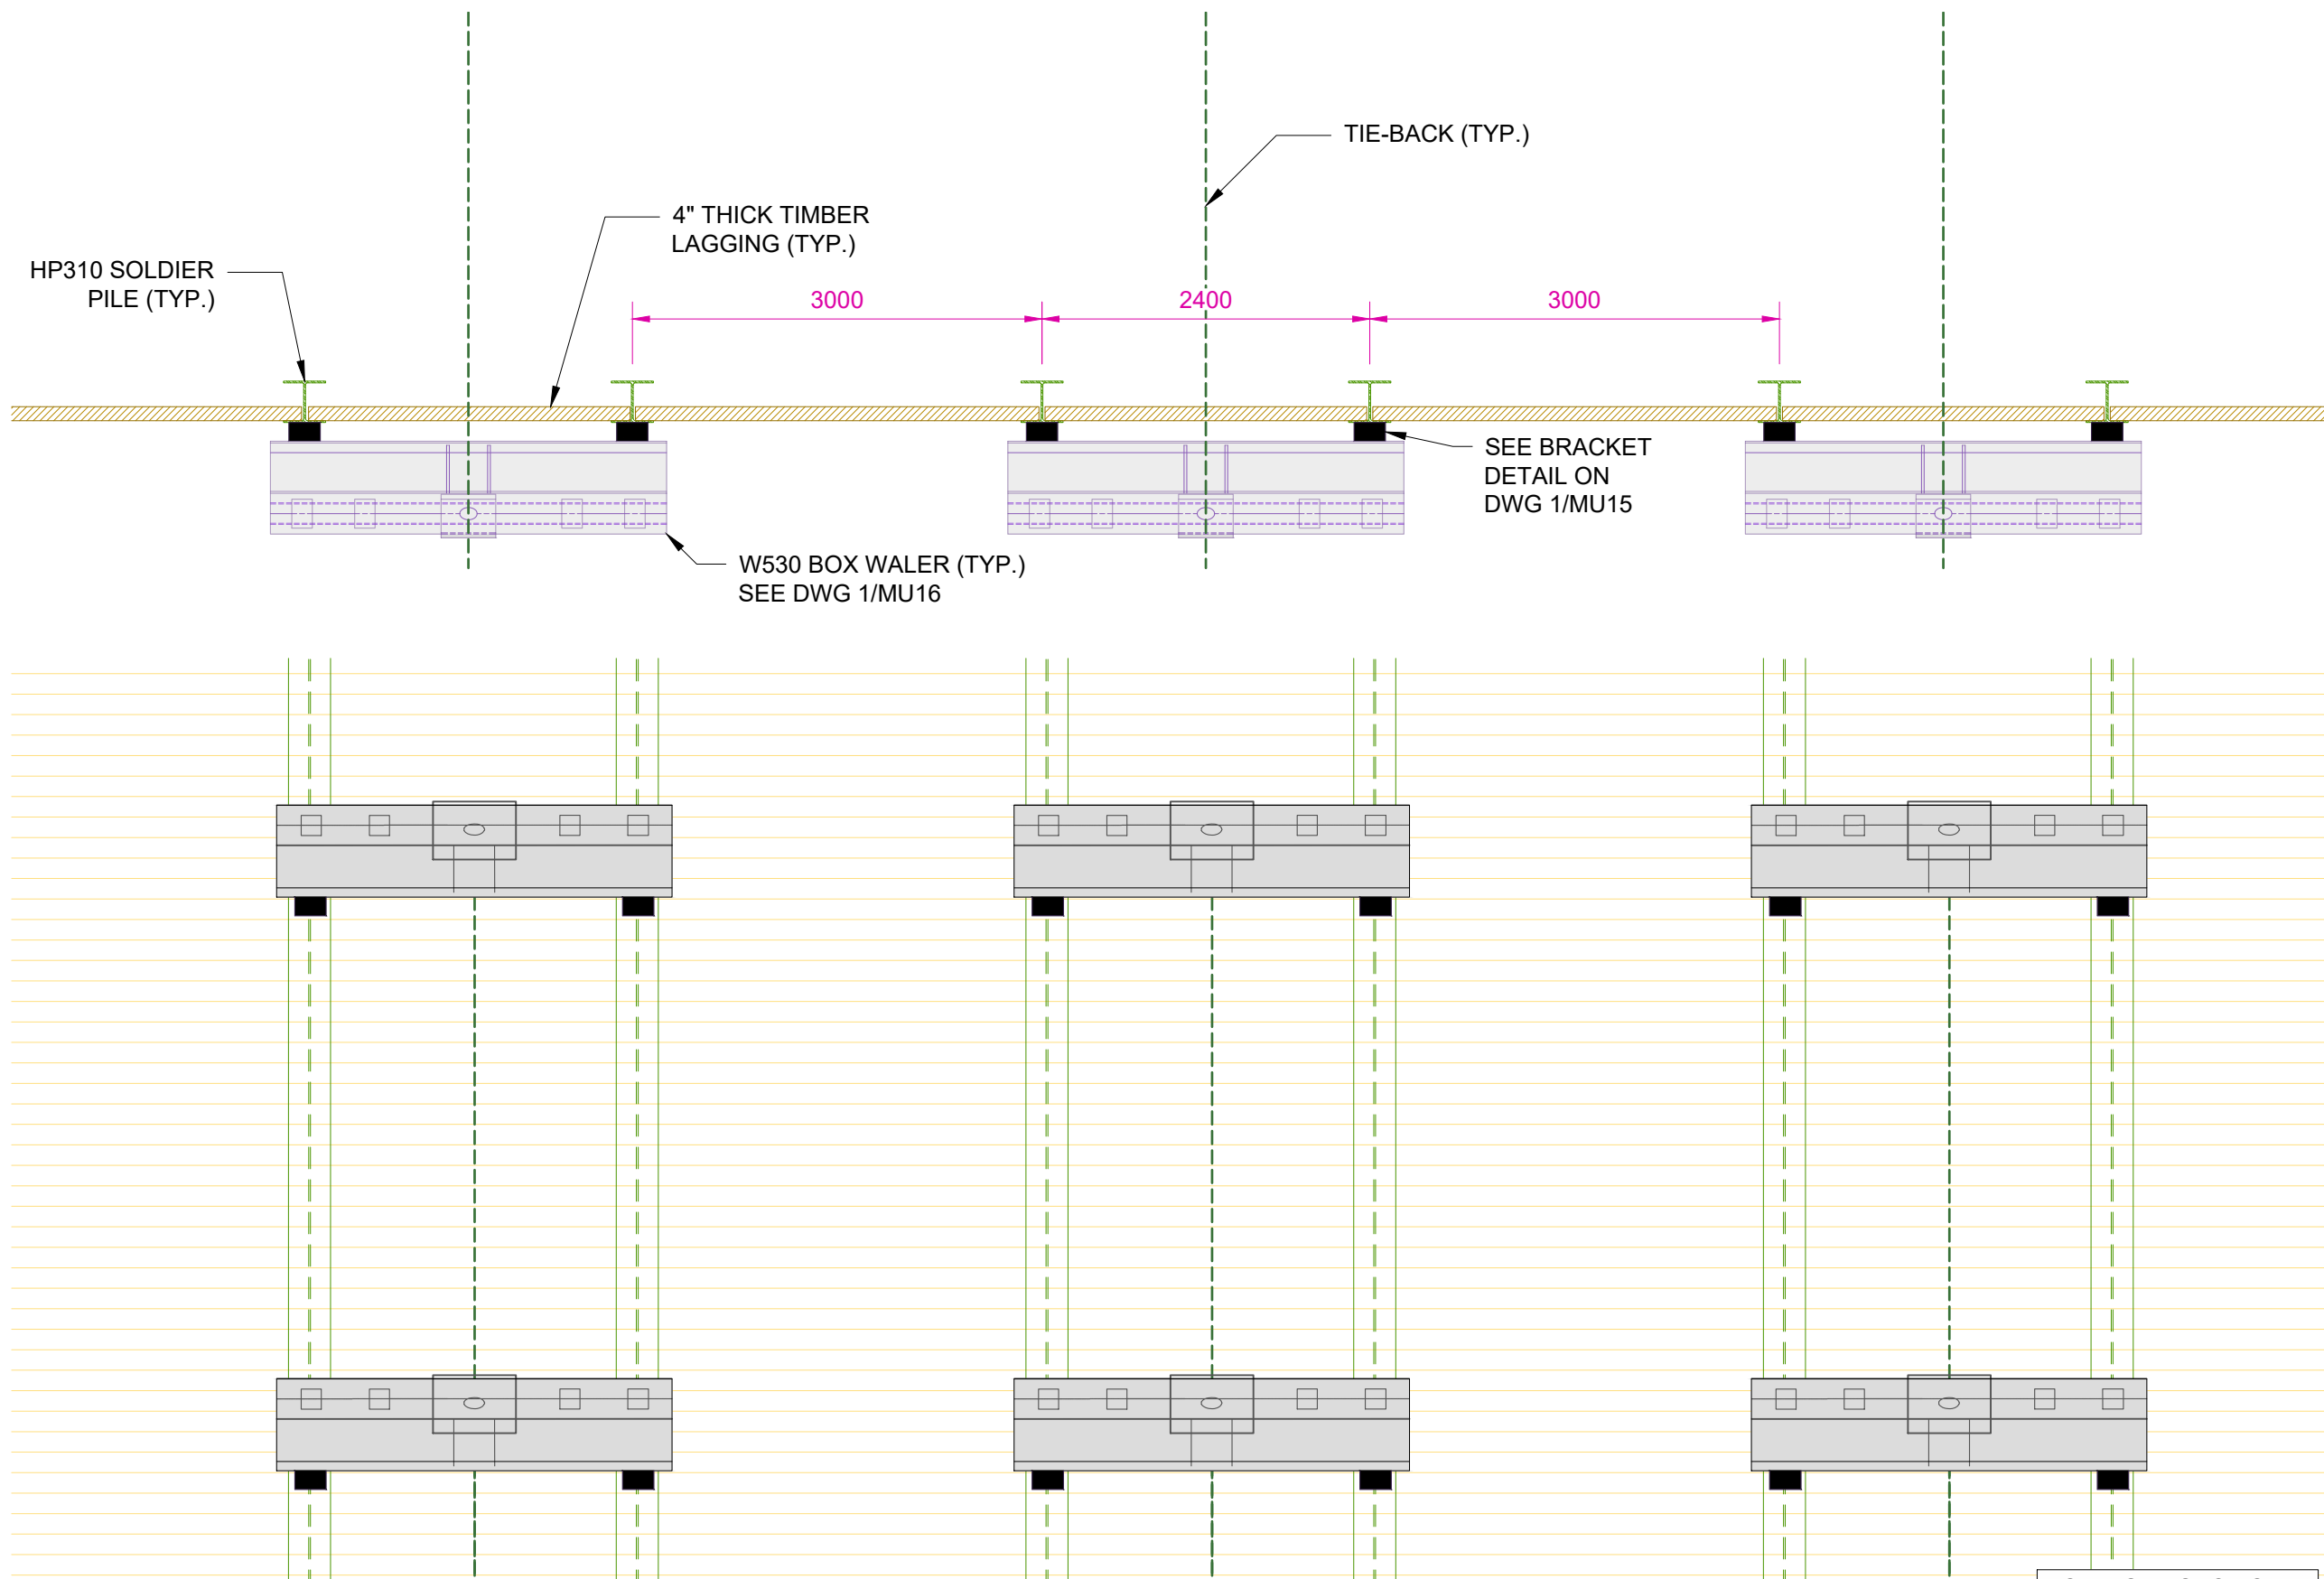 TIE-BACK (TYP.)
4" THICK TIMBER
LAGGING (TYP.)
HP310 SOLDIER
PILE (TYP.)
3000
2400
3000
SEE BRACKET
DETAIL ON
DWG 1/MU15
W530 BOX WALER (TYP.)
SEE DWG 1/MU16